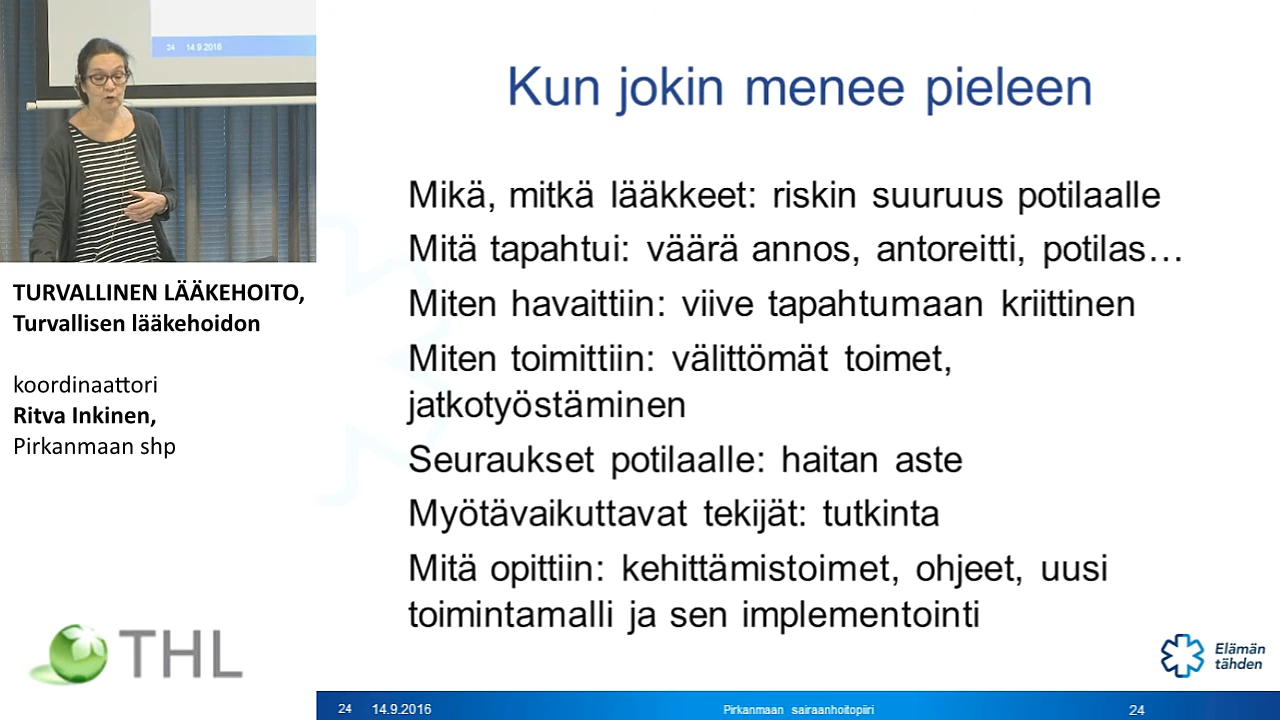 24 14.9.2016
TURVALLINEN LÄÄKEHOITO,
Turvallisen lääkehoidon
koordinaattori
Ritva Inkinen,
Pirkanmaan shp
THL
Kun jokin menee pieleen
Mikä, mitkä lääkkeet: riskin suuruus potilaalle
Mitä tapahtui: väärä annos, antoreitti, potilas…
Miten havaittiin: viive tapahtumaan kriittinen
Miten toimittiin: välittömät toimet,
jatkotyöstäminen
Seuraukset potilaalle: haitan aste
Myötävaikuttavat tekijät: tutkinta
Mitä opittiin: kehittämistoimet, ohjeet, uusi
toimintamalli ja sen implementointi
Elämän
tähden
24 14.9.2016 Pirkanmaan sairaanhoitopiiri 24